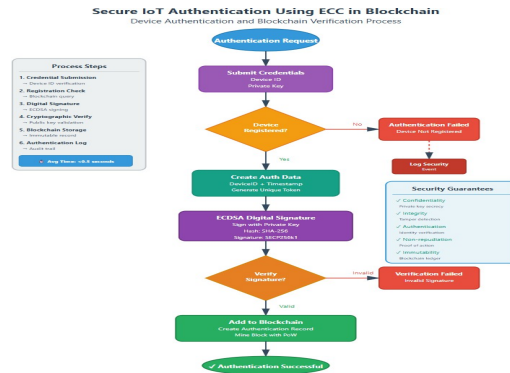 Secure IoT Authentication Using ECC in Blockchain
Device Authentication and Blockchain Verification Process
Authentication Request
Process Steps
1. Credential Submission
→ Device ID verification
2. Registration Check
→ Blockchain query
3. Digital Signature
→ ECDSA signing
4. Cryptographic Verify
→ Public key validation
5. Blockchain Storage
→ Immutable record
6. Authentication Log
→ Audit trail
Avg Time: ~0.5 seconds
Submit Credentials
Device ID
Private Key
Device
Registered?
No
Authentication Failed
Device Not Registered
Log Security
Event
Yes
Create Auth Data
DeviceID + Timestamp
Generate Unique Token
Security Guarantees
✓ Confidentiality
Private key secrecy
✓ Integrity
Tamper detection
✓ Authentication
Identity verification
✓ Non-repudiation
Proof of action
✓ Immutability
Blockchain ledger
ECDSA Digital Signature
Sign with Private Key
Hash: SHA-256
Signature: SECP256k1
Verify
Signature?
Invalid
Verification Failed
Invalid Signature
Valid
Add to Blockchain
Create Authentication Record
Mine Block with PoW
✓ Authentication Successful